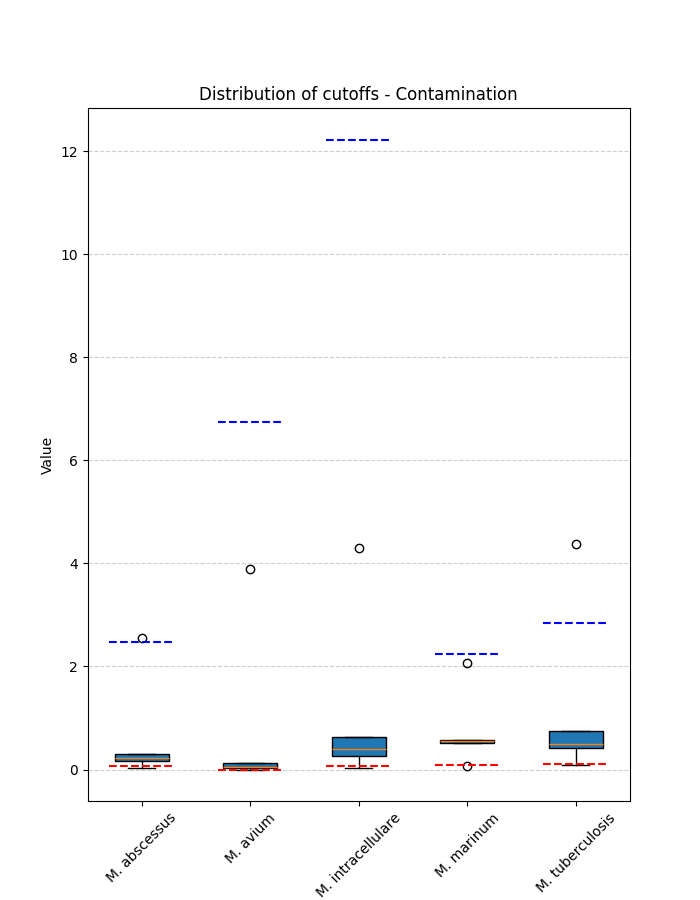 Distribution of cutoffs - Contamination
12
10
8
6
4
2
0
Value
M. abscessus
M. avium
M. intracellulare
M. marinum
M. tuberculosis